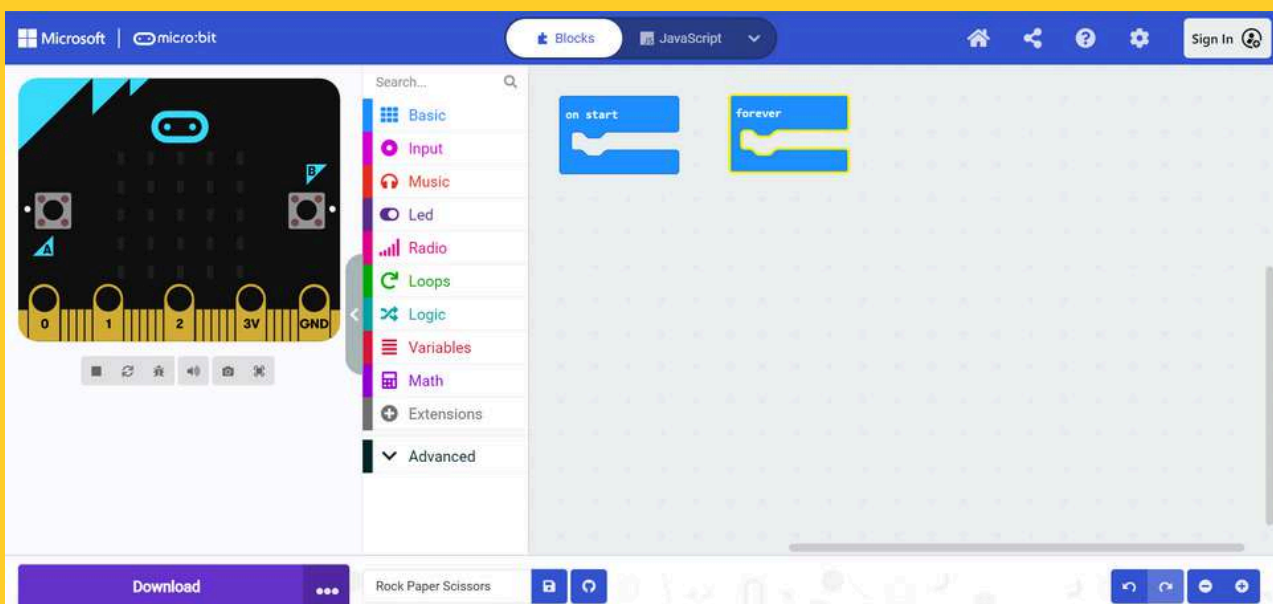 Microsoft micro:bit Blocks JavaScript Sign In
Search...
Basic
Input
Music
Led
Radio
Loops
Logic
Variables
Math
Extensions
Advanced
on start
forever
A
B
0 1 2 3V GND
Download
Rock Paper Scissors